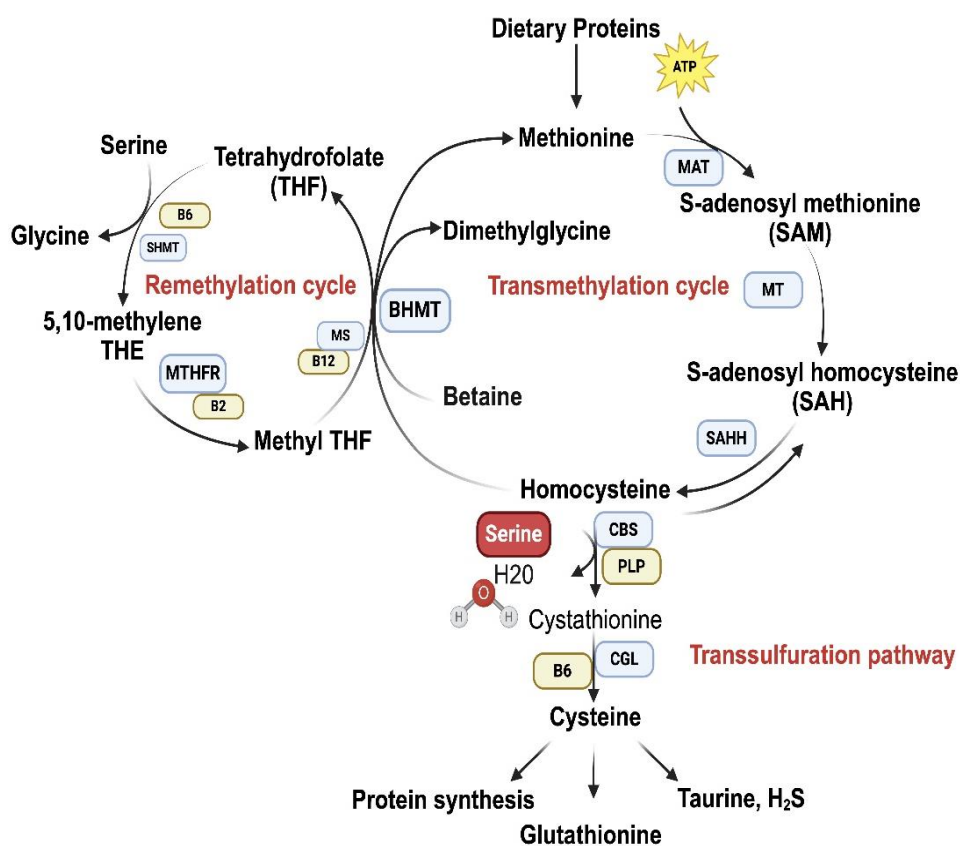 Dietary Proteins
ATP
Serine
Tetrahydrofolate
(THF)
Methionine
MAT
B6
Glycine
SHMT
Dimethylglycine
S-adenosyl methionine
(SAM)
Remethylation cycle
Transmethylation cycle
MT
BHMT
5,10-methylene
THE
MS
B12
MTHFR
B2
Betaine
S-adenosyl homocysteine
(SAH)
Methyl THF
SAHH
Homocysteine
Serine
CBS
PLP
H20
O
H
H
Cystathionine
B6
CGL
Transsulfuration pathway
Cysteine
Protein synthesis
Taurine, H₂S
Glutathionine